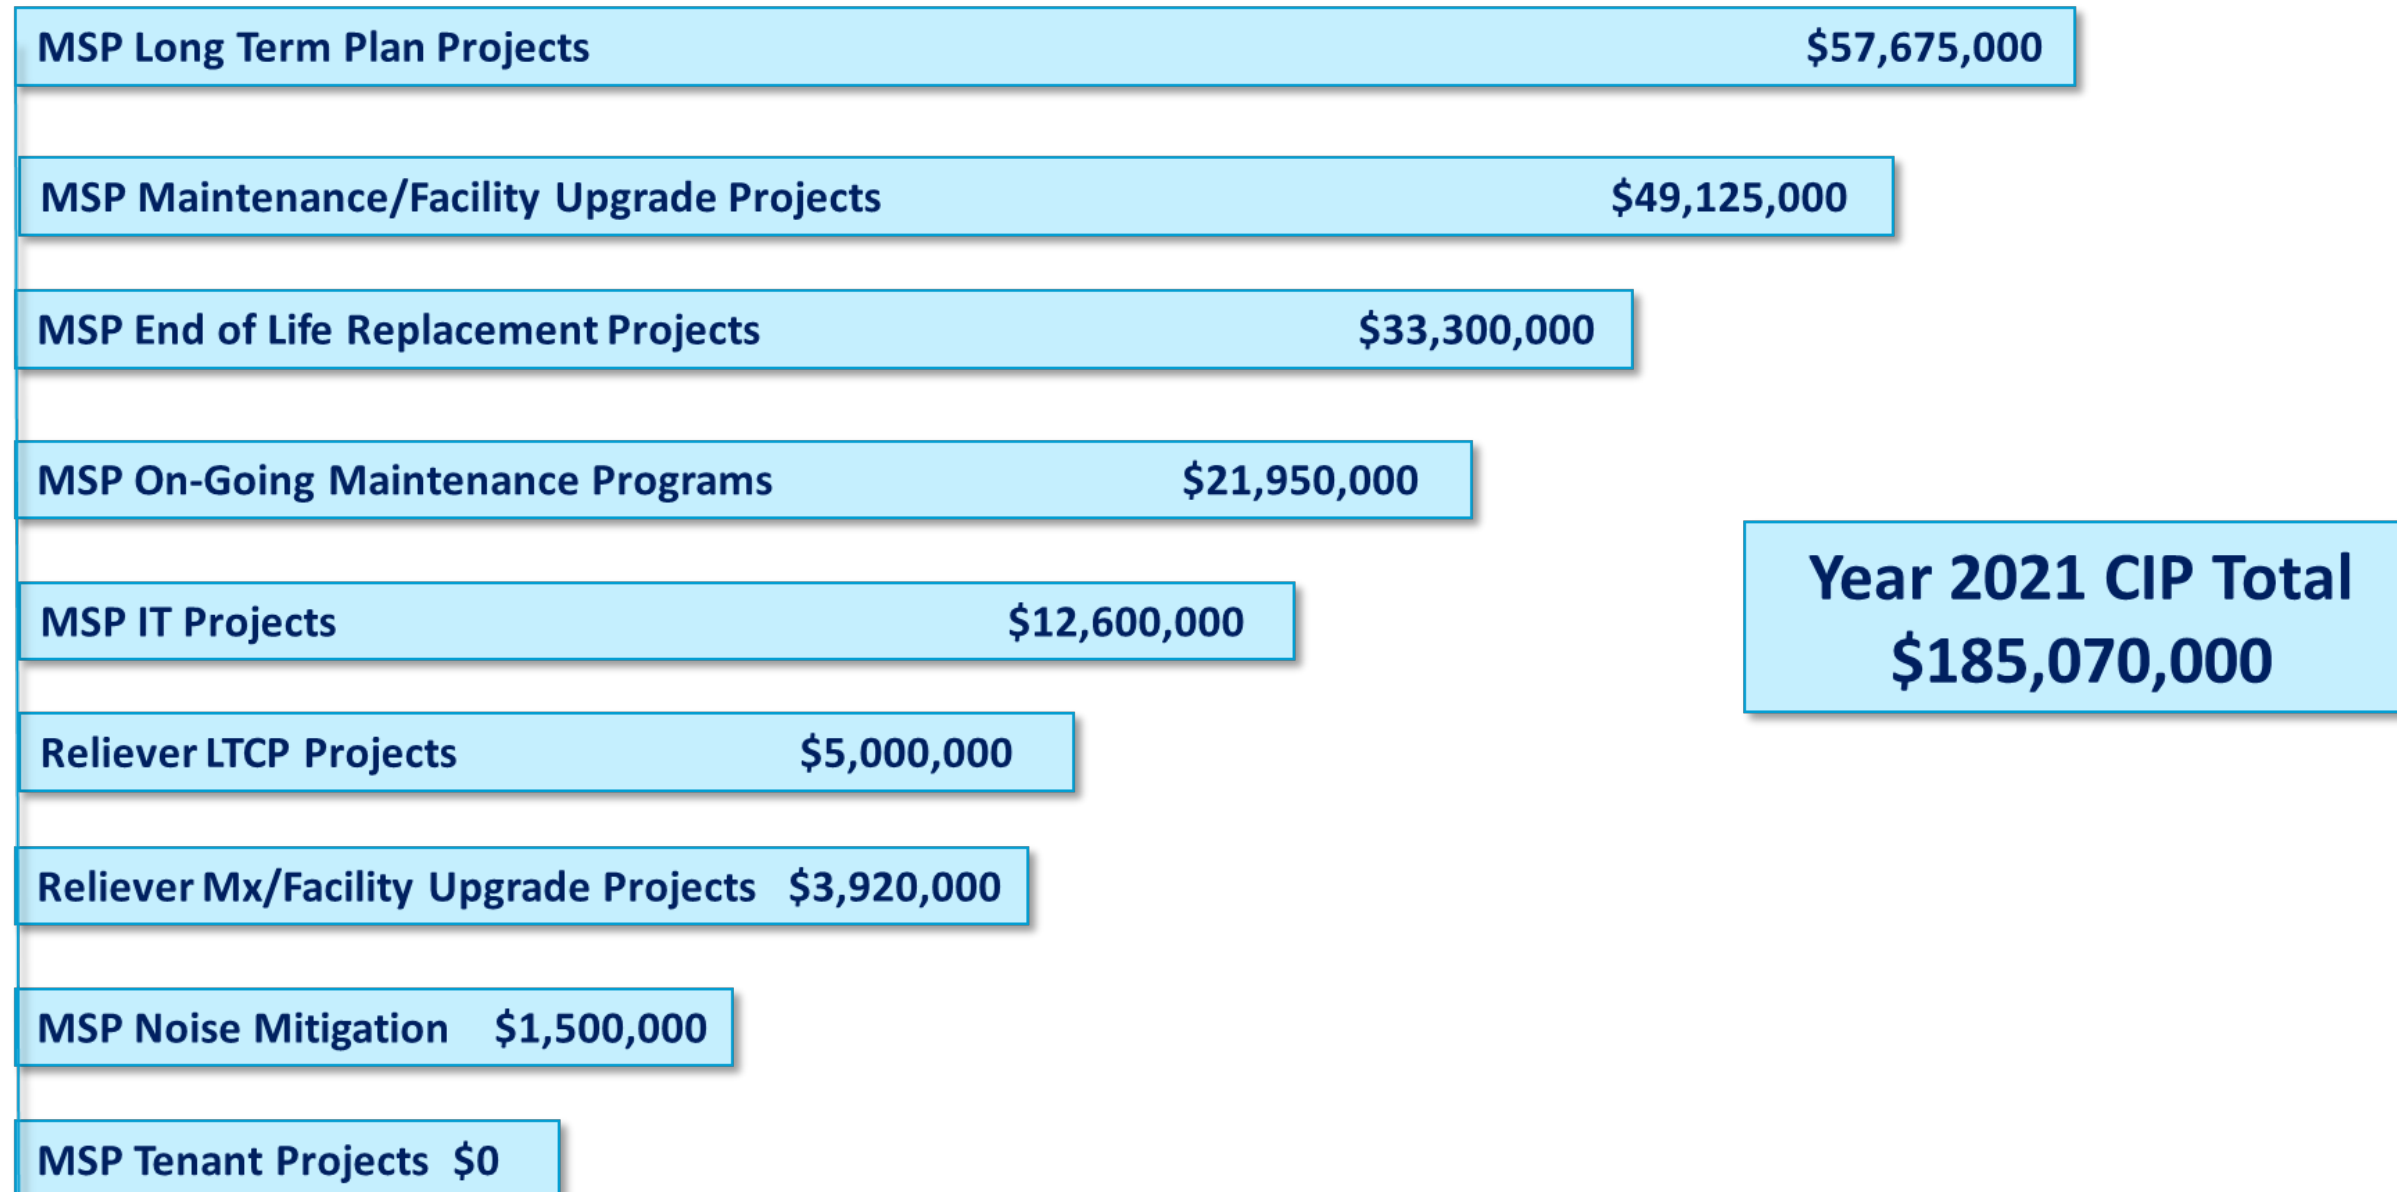 MSP Long Term Plan Projects $57,675,000
MSP Maintenance/Facility Upgrade Projects $49,125,000
MSP End of Life Replacement Projects $33,300,000
MSP On-Going Maintenance Programs $21,950,000
Year 2021 CIP Total
$185,070,000
MSP IT Projects $12,600,000
Reliever LTCP Projects $5,000,000
Reliever Mx/Facility Upgrade Projects $3,920,000
MSP Noise Mitigation $1,500,000
MSP Tenant Projects $0